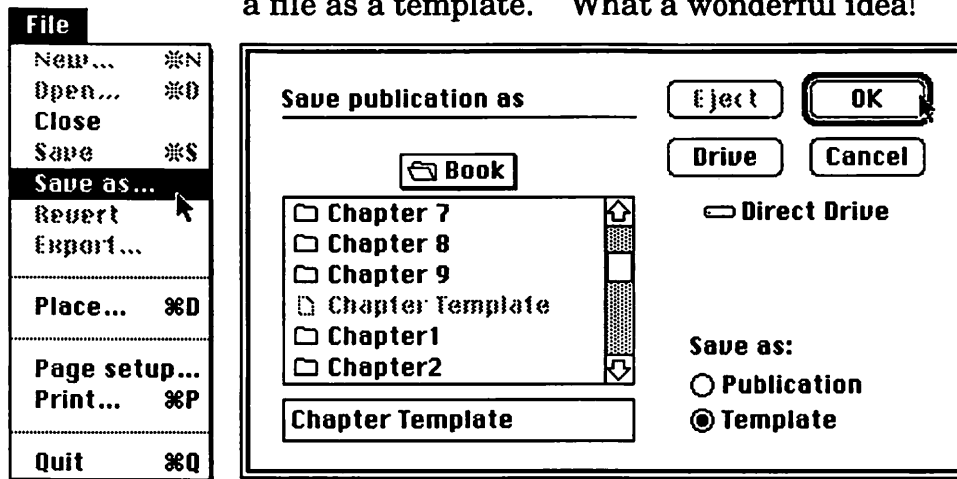 a file as a template. What a wonderful idea!
File
New... ⌘N
Open... ⌘O
Close
Save ⌘S
Save as...
Revert
Export...
Place... ⌘D
Page setup...
Print... ⌘P
Quit ⌘Q
Save publication as
Book
Chapter 7
Chapter 8
Chapter 9
Chapter Template
Chapter1
Chapter2
Chapter Template
Eject
OK
Drive
Cancel
Direct Drive
Save as:
Publication
Template